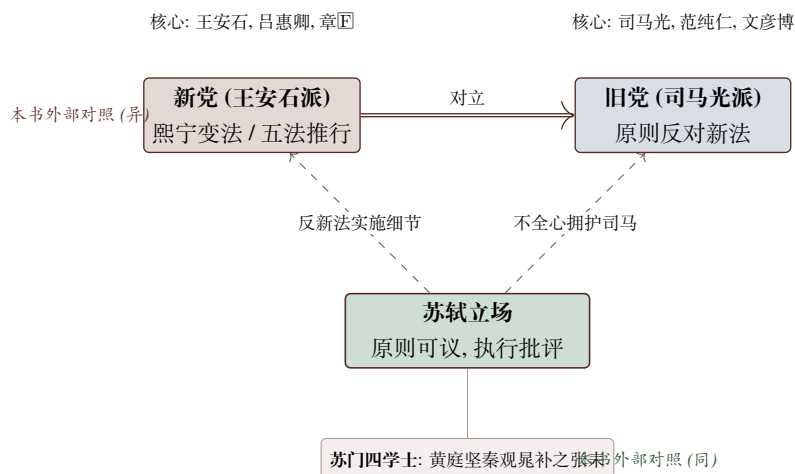 核心: 王安石, 吕惠卿, 章🄵
核心: 司马光, 范纯仁, 文彦博
新党 (王安石派)
熙宁变法 / 五法推行
本书外部对照 (异)
对立
旧党 (司马光派)
原则反对新法
反新法实施细节
不全心拥护司马
苏轼立场
原则可议, 执行批评
苏门四学士: 黄庭坚秦观晁补之张耒
本书外部对照 (同)